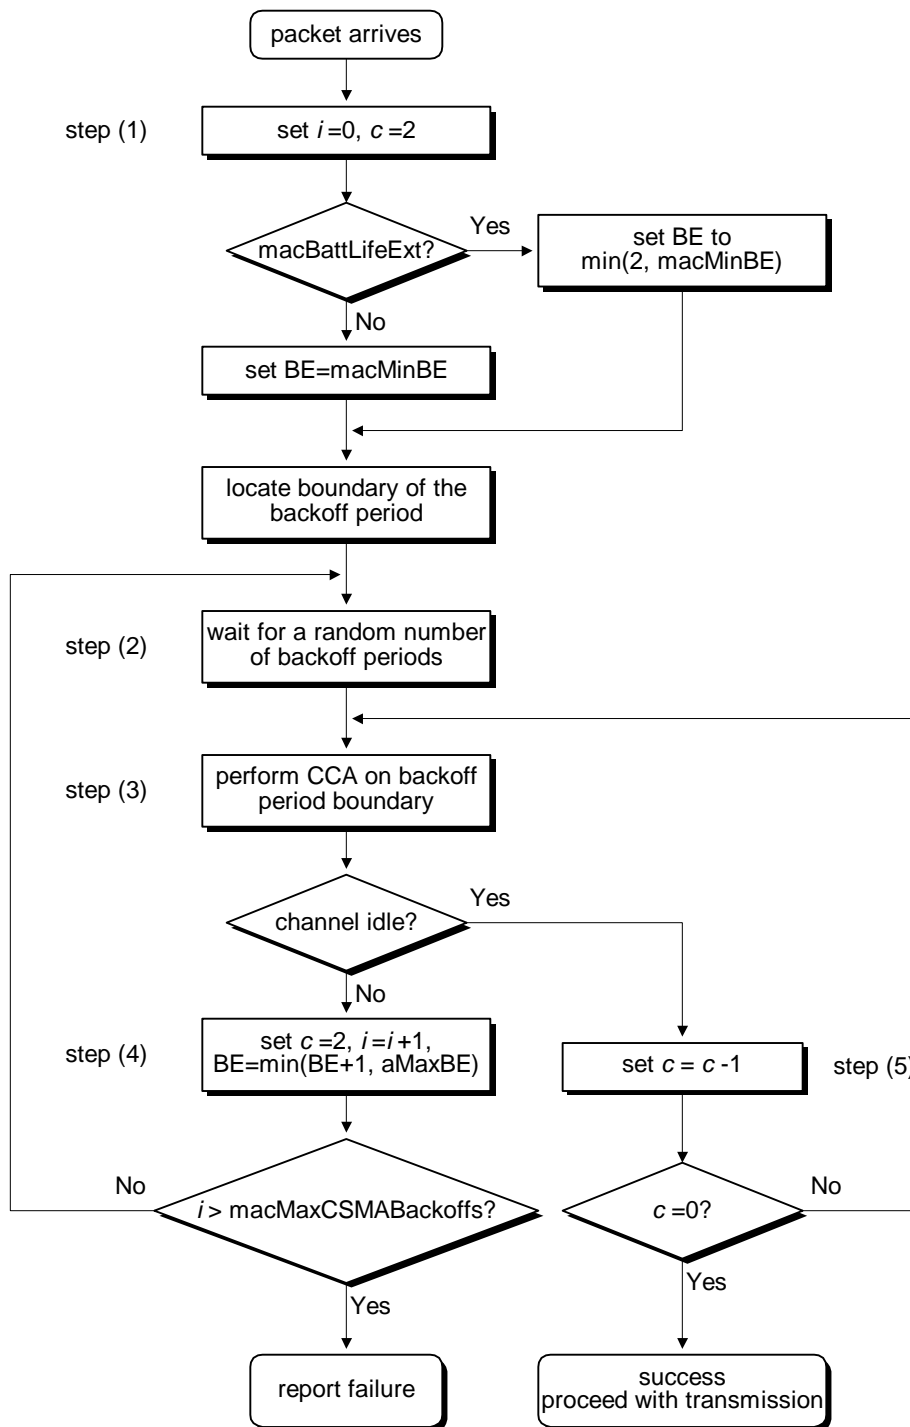 packet arrives
step (1)
set i=0, c=2
macBattLifeExt?
Yes
set BE to
min(2, macMinBE)
No
set BE=macMinBE
locate boundary of the
backoff period
step (2)
wait for a random number
of backoff periods
step (3)
perform CCA on backoff
period boundary
channel idle?
Yes
No
step (4)
set c=2, i=i+1,
BE=min(BE+1, aMaxBE)
set c = c-1
step (5)
No
i > macMaxCSMABackoffs?
c=0?
No
Yes
Yes
report failure
success
proceed with transmission